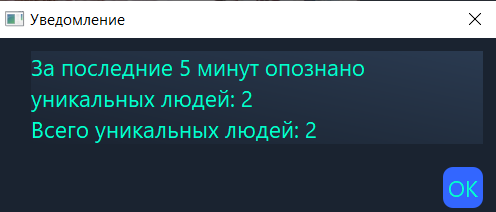 Уведомление
За последние 5 минут опознано
уникальных людей: 2
Всего уникальных людей: 2
OK